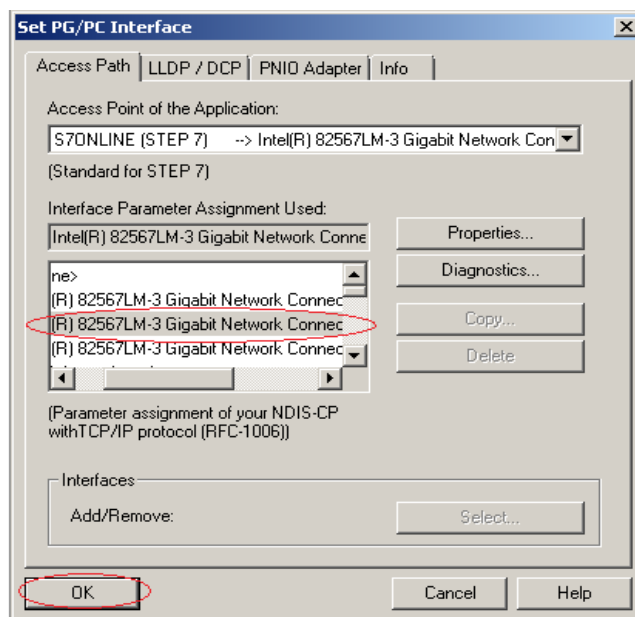 Set PG/PC Interface
Access Path LLDP / DCP PNIO Adapter Info
Access Point of the Application:
S7ONLINE (STEP 7) --> Intel(R) 82567LM-3 Gigabit Network Con
(Standard for STEP 7)
Interface Parameter Assignment Used:
Intel(R) 82567LM-3 Gigabit Network Conne
Properties...
ne>
(R) 82567LM-3 Gigabit Network Connec
(R) 82567LM-3 Gigabit Network Connec
(R) 82567LM-3 Gigabit Network Connec
Diagnostics...
Copy...
Delete
(Parameter assignment of your NDIS-CP
withTCP/IP protocol (RFC-1006))
Interfaces
Add/Remove:
Select...
OK
Cancel
Help